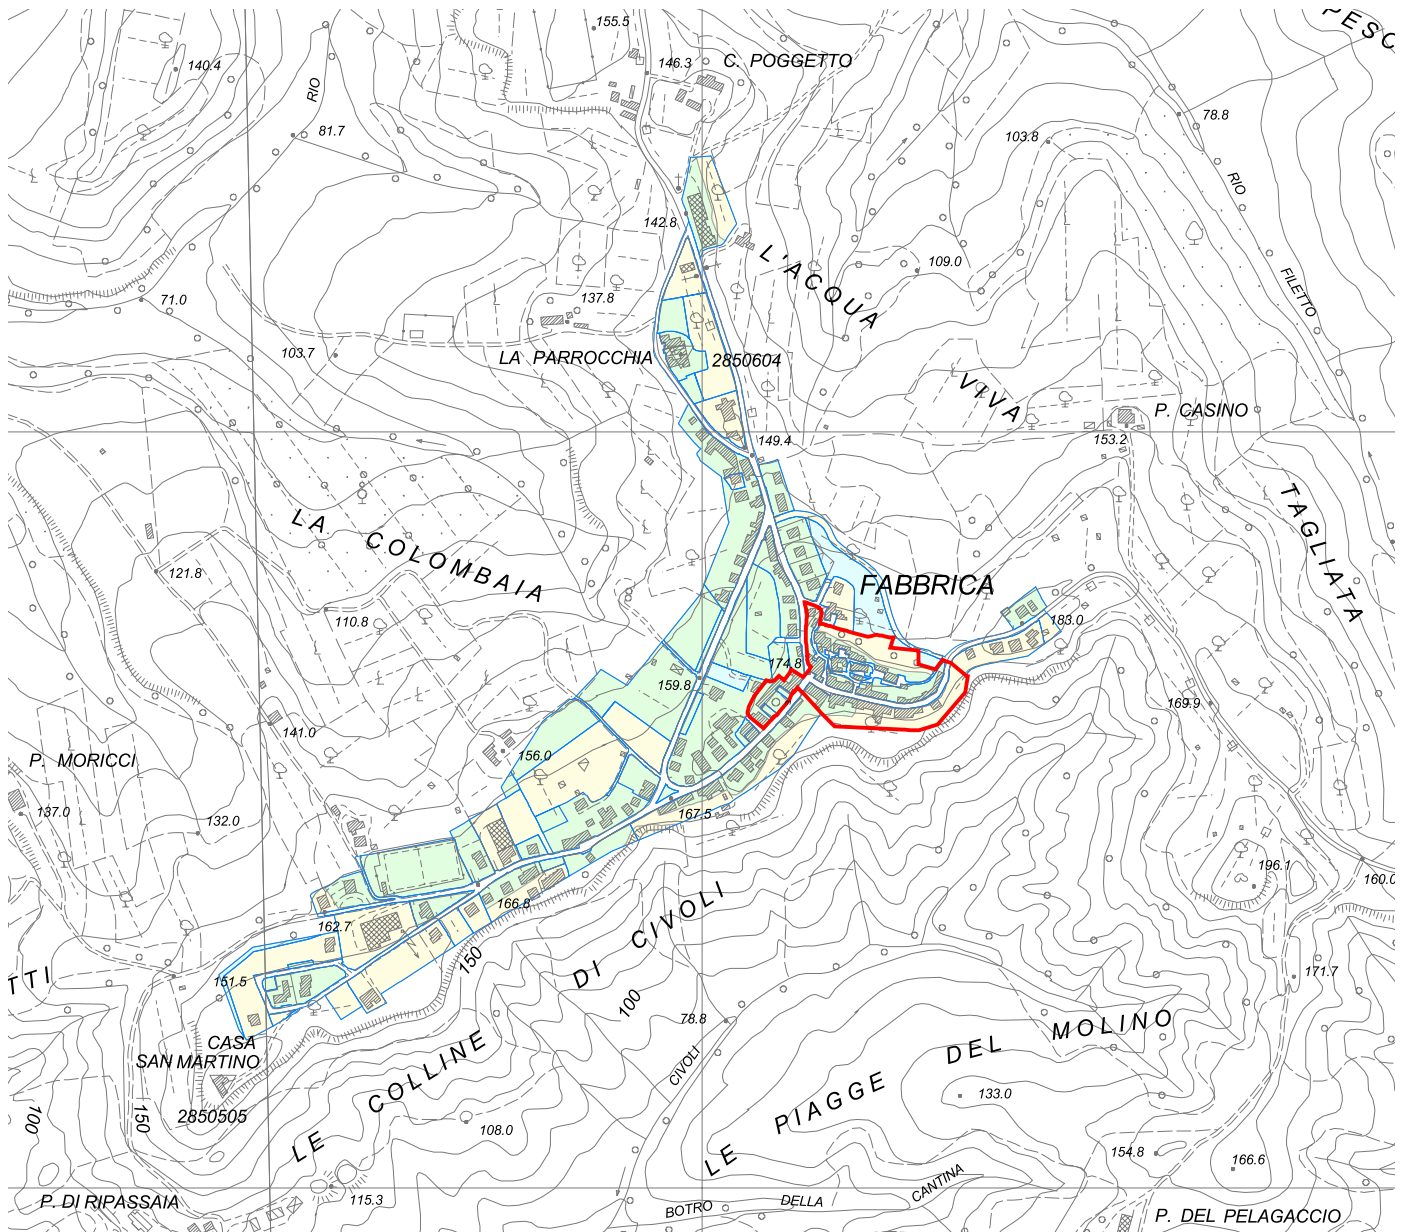 155.5
PESC
140.4
146.3
C. POGGETTO
RIO
81.7
78.8
103.8
RIO
142.8
L'ACQUA
109.0
FILETTO
71.0
137.8
103.7
LA PARROCCHIA
2850604
VIVA
P. CASINO
149.4
153.2
LA COLOMBAIA
TAGLIATA
121.8
FABBRICA
110.8
183.0
174.8
159.8
169.9
141.0
P. MORICCI
156.0
137.0
132.0
167.5
196.1
160.0
166.8
162.7
150
DI CIVOLI
TTI
151.5
171.7
100
78.8
CASA
SAN MARTINO
LE COLLINE
CIVOLI
DEL MOLINO
LE PIAGGE
133.0
100
150
2850505
108.0
154.8
166.6
115.3
P. DI RIPASSAIA
BOTRO DELLA CANTINA
P. DEL PELAGACCIO